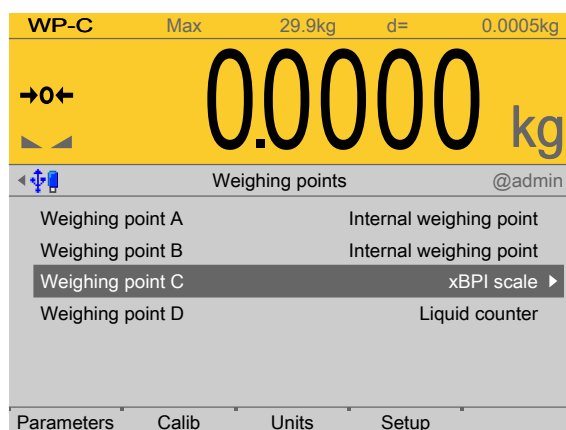 WP-C Max 29.9kg d= 0.0005kg
→0← 0.0000 kg
Weighing points @admin
Weighing point A Internal weighing point
Weighing point B Internal weighing point
Weighing point C xBPI scale
Weighing point D Liquid counter
Parameters Calib Units Setup